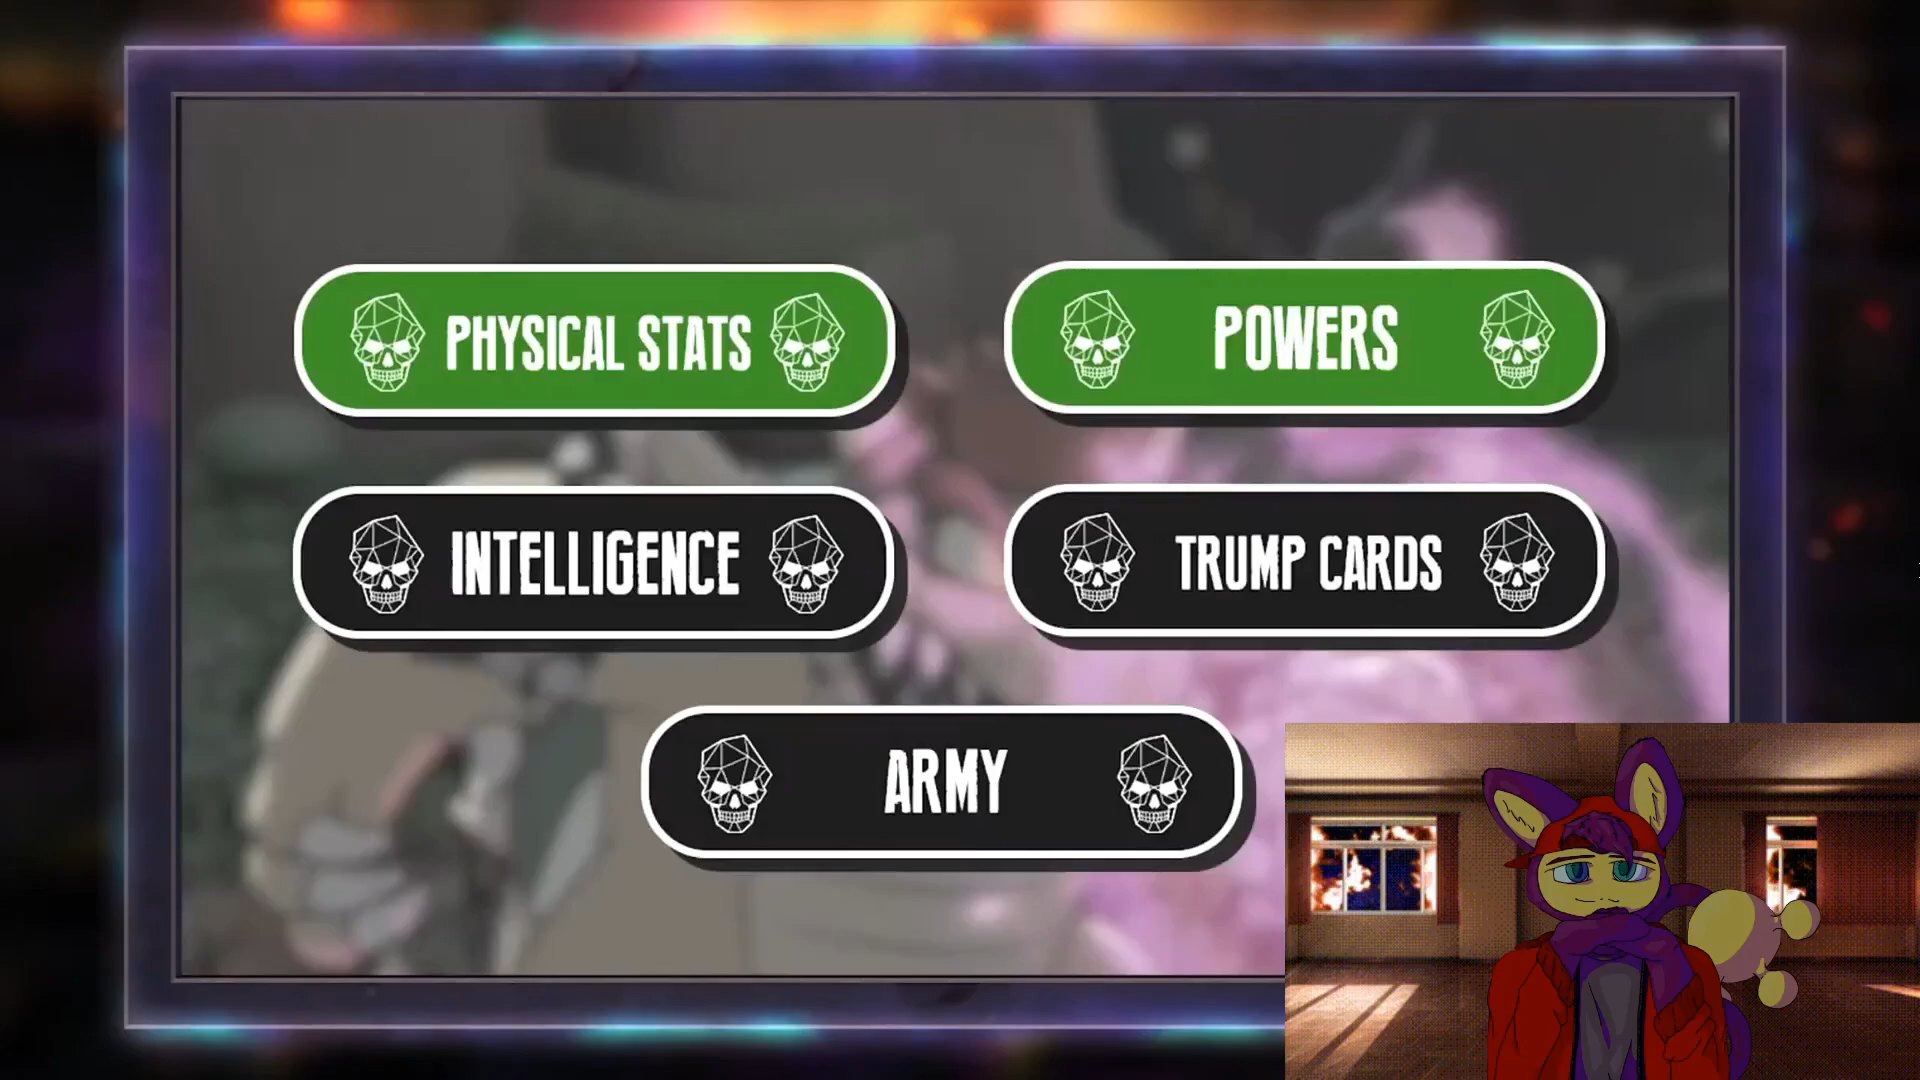 PHYSICAL STATS
POWERS
INTELLIGENCE
TRUMP CARDS
ARMY